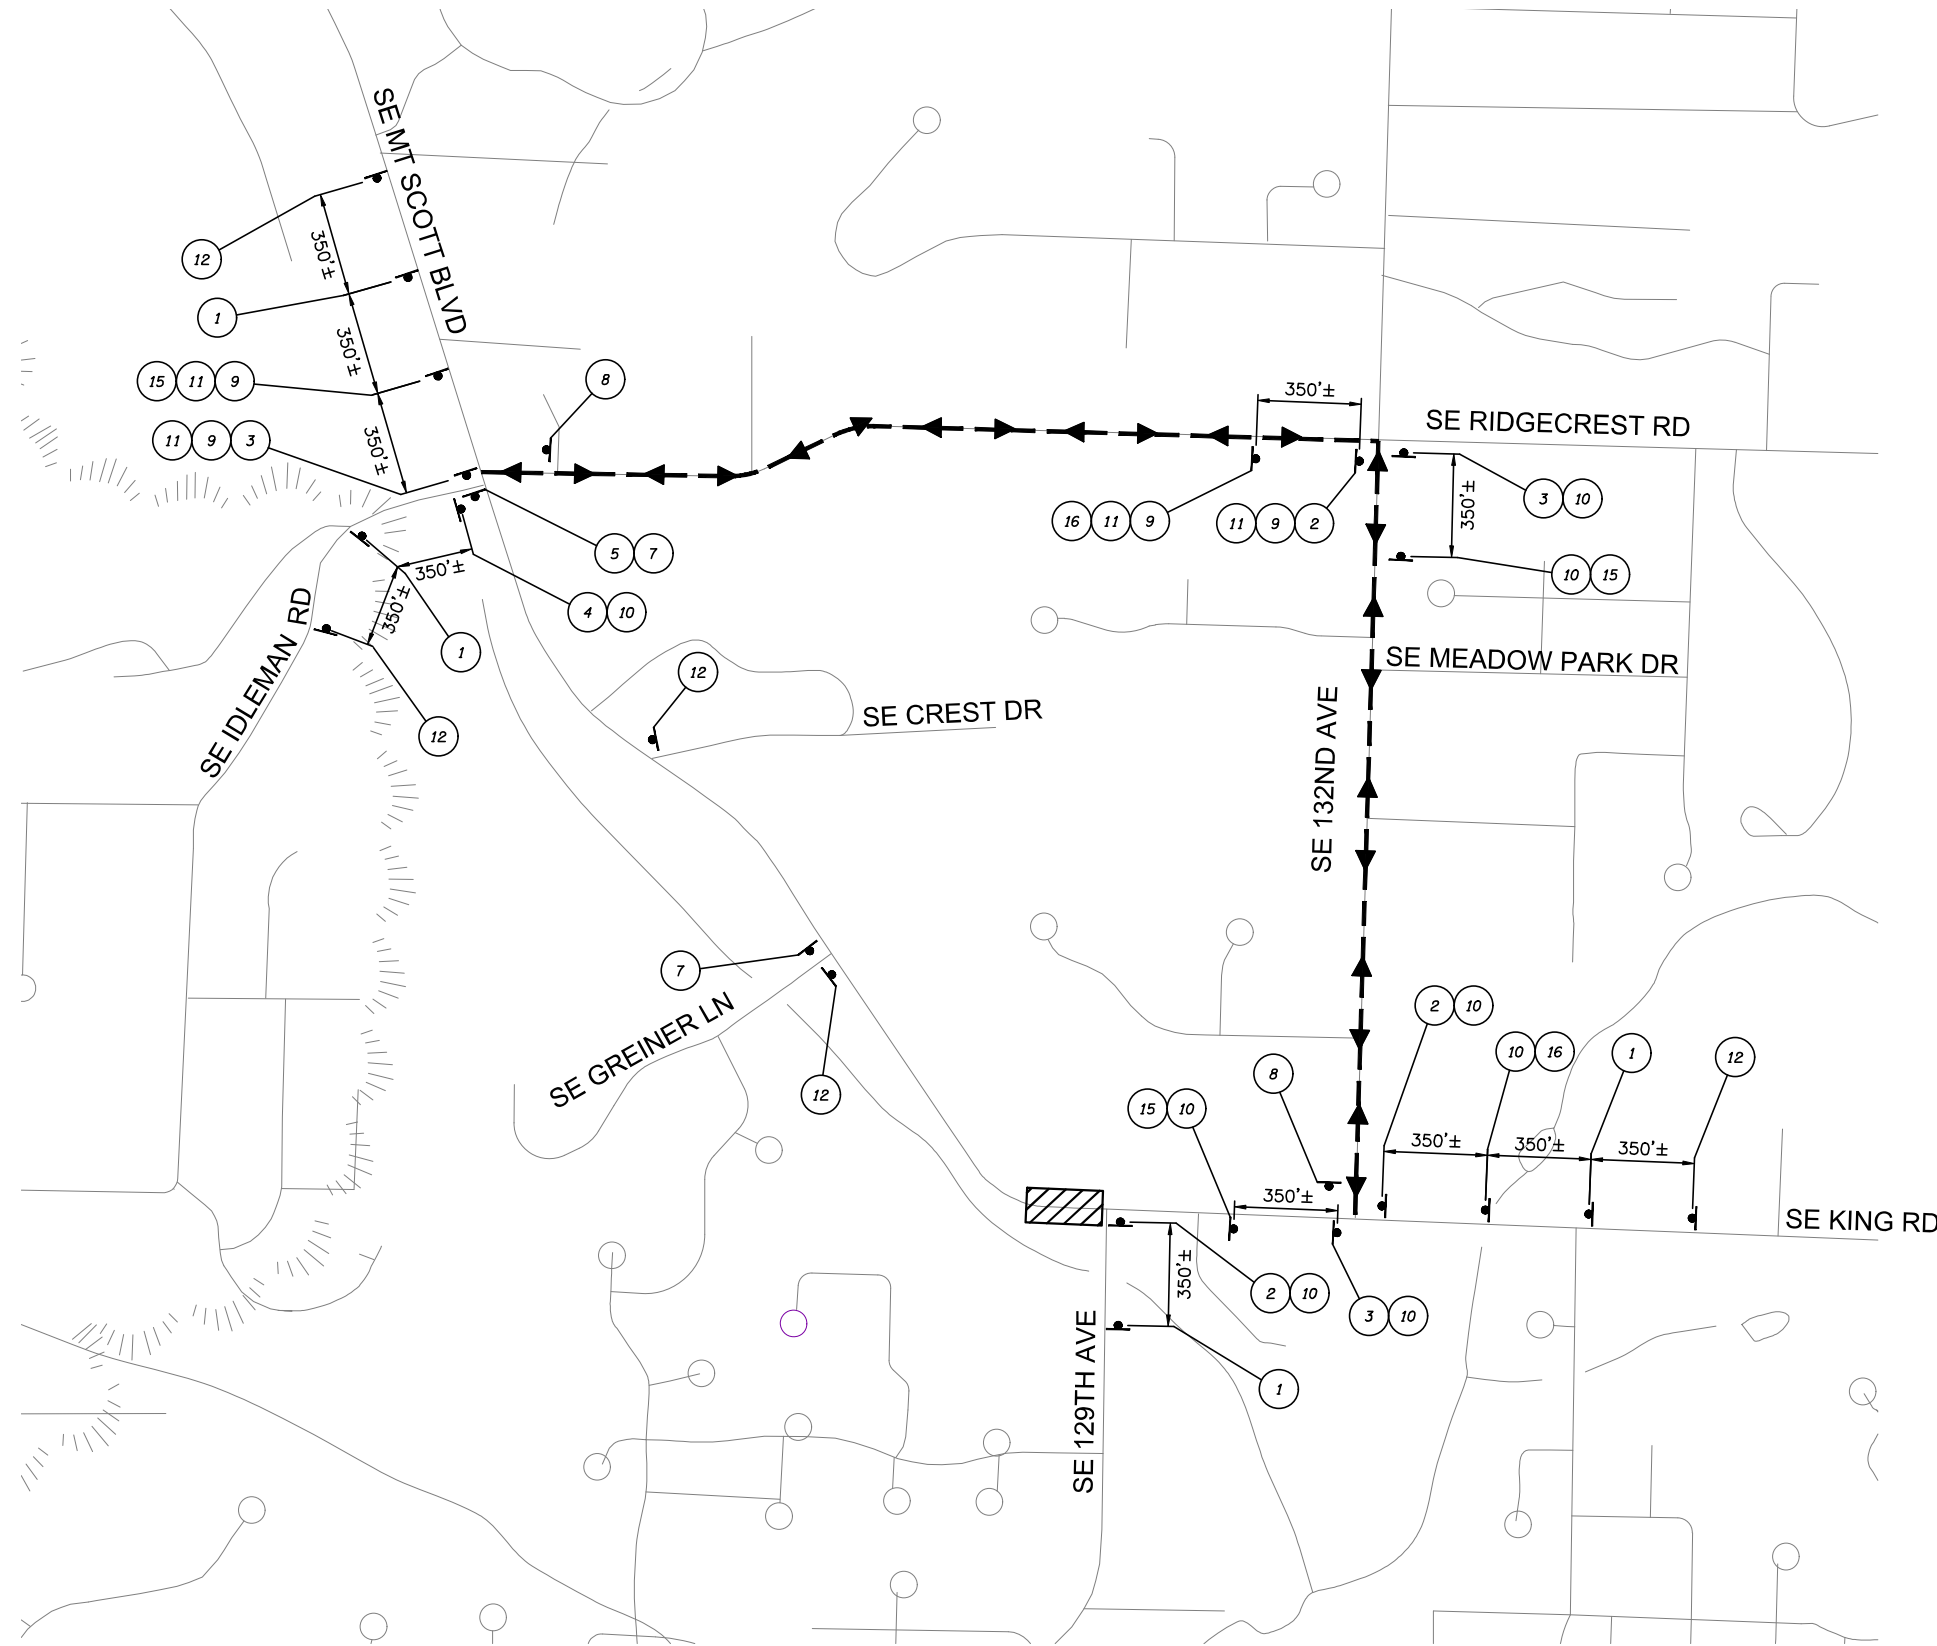 SE MT SCOTT BLVD
12
350'±
1
350'±
15 11 9
11 9 3
350'±
8
350'±
SE RIDGECREST RD
16 11 9
11 9 2
3 10
350'±
10 15
5 7
4 10
350'±
350'±
1
12
SE IDLEMAN RD
12
SE CREST DR
SE MEADOW PARK DR
SE 132ND AVE
7
SE GREINER LN
12
2 10
10 16
1
12
8
15 10
350'±
350'±
350'±
350'±
SE KING RD
350'±
2 10
3 10
1
SE 129TH AVE